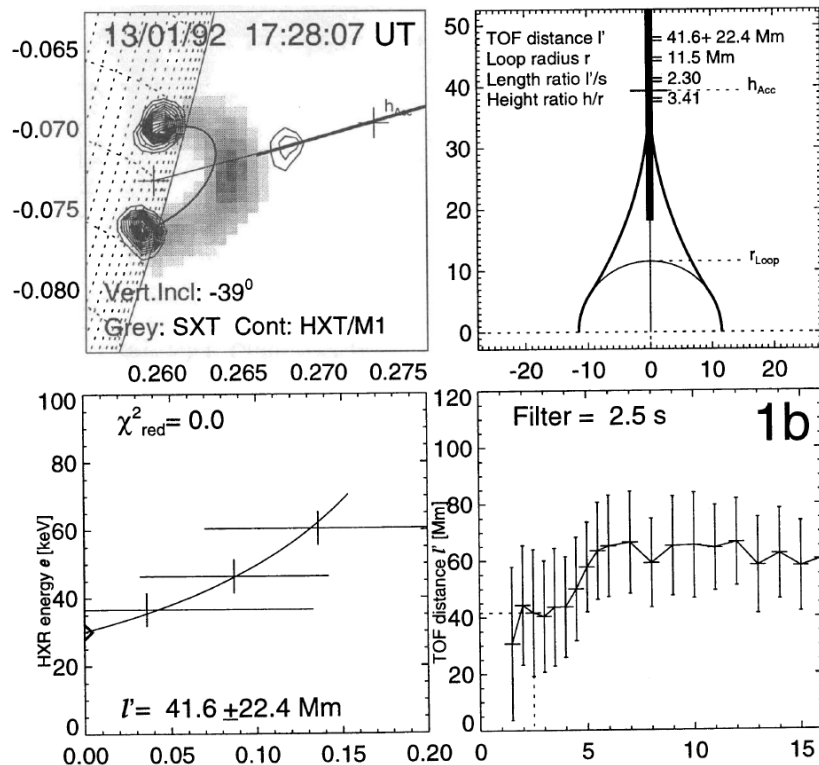 13/01/92 17:28:07 UT
-0.065
-0.070
-0.075
-0.080
h_Acc
Vert.Incl: -39⁰
Grey: SXT Cont: HXT/M1
0.260 0.265 0.270 0.275
TOF distance l' 41.6+ 22.4 Mm
Loop radius r 11.5 Mm
Length ratio l'/s 2.30
Height ratio h/r 3.41
h_Acc
r_Loop
50
40
30
20
10
0
-20 -10 0 10 20
χ²_red= 0.0
HXR energy e [keV]
100
80
60
40
20
0
l'= 41.6 ±22.4 Mm
0.00 0.05 0.10 0.15 0.20
Filter = 2.5 s
1b
TOF distance l' [Mm]
120
100
80
60
40
20
0
0 5 10 15